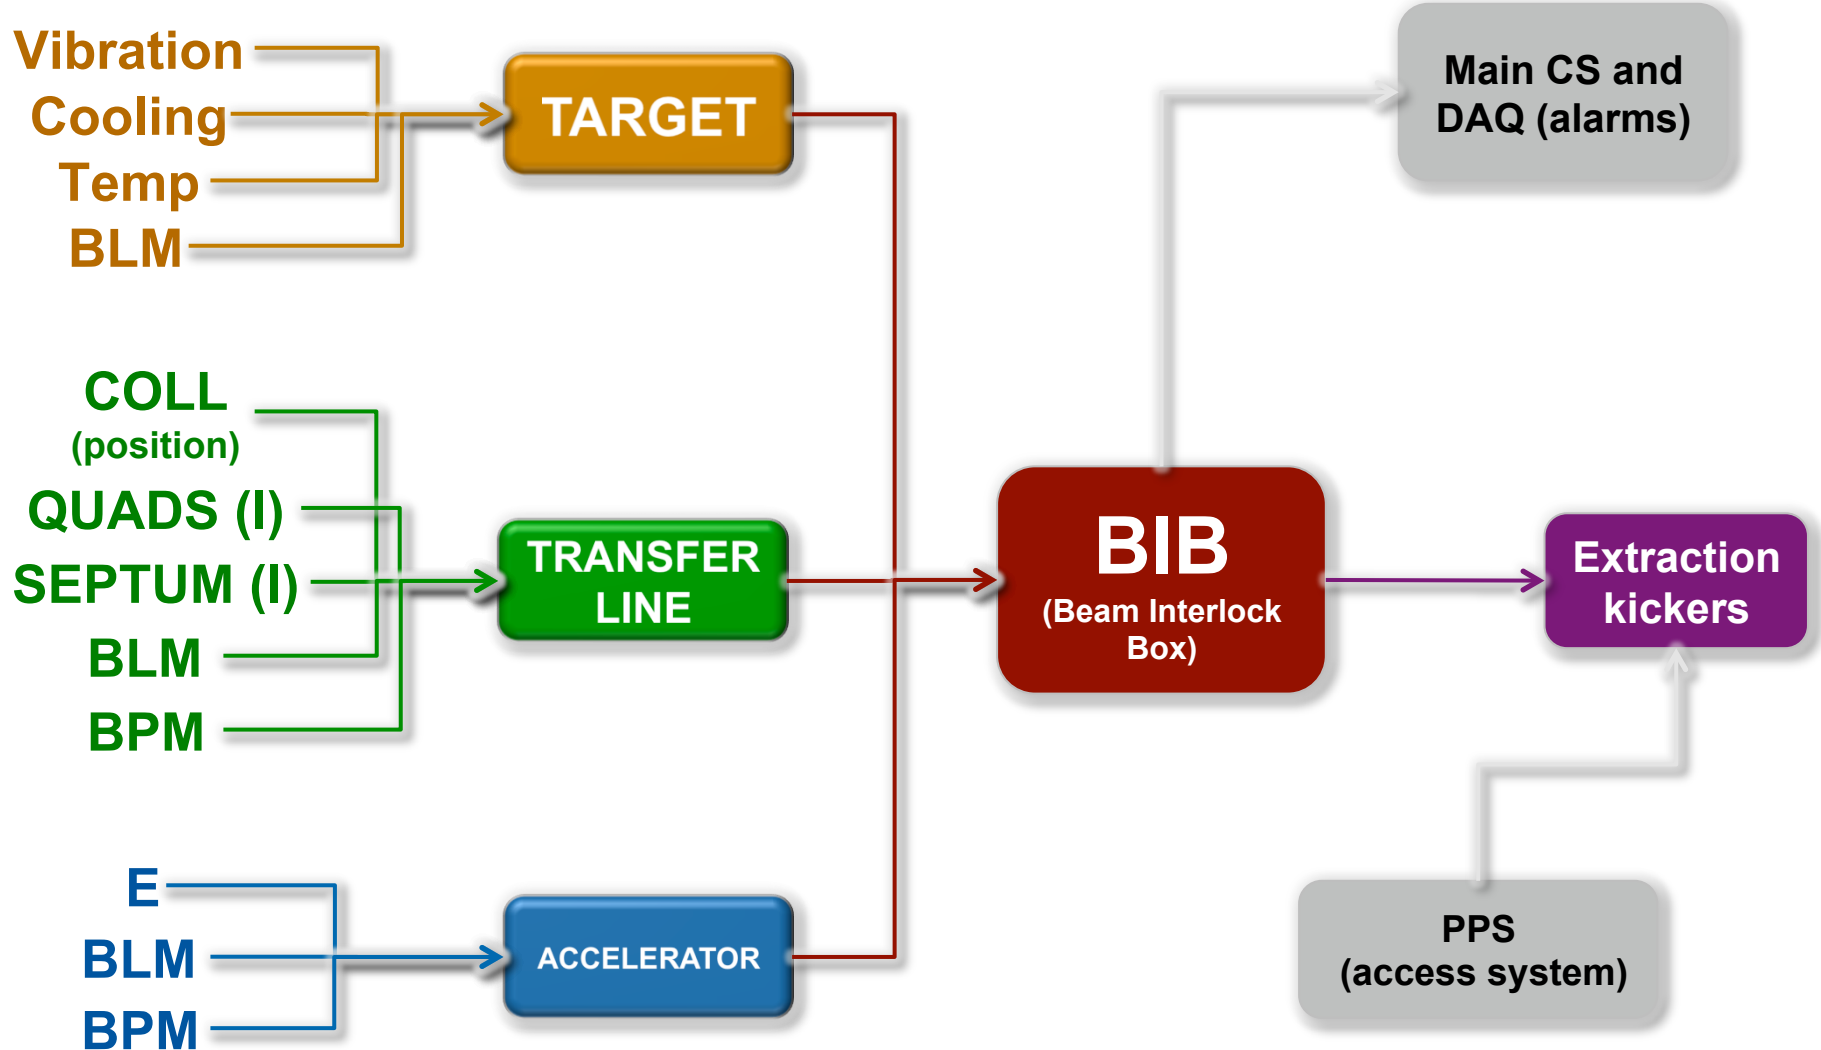 Vibration
Cooling
Temp
BLM
TARGET
COLL
(position)
QUADS (I)
SEPTUM (I)
BLM
BPM
TRANSFER
LINE
E
BLM
BPM
ACCELERATOR
BIB
(Beam Interlock
Box)
Main CS and
DAQ (alarms)
Extraction
kickers
PPS
(access system)